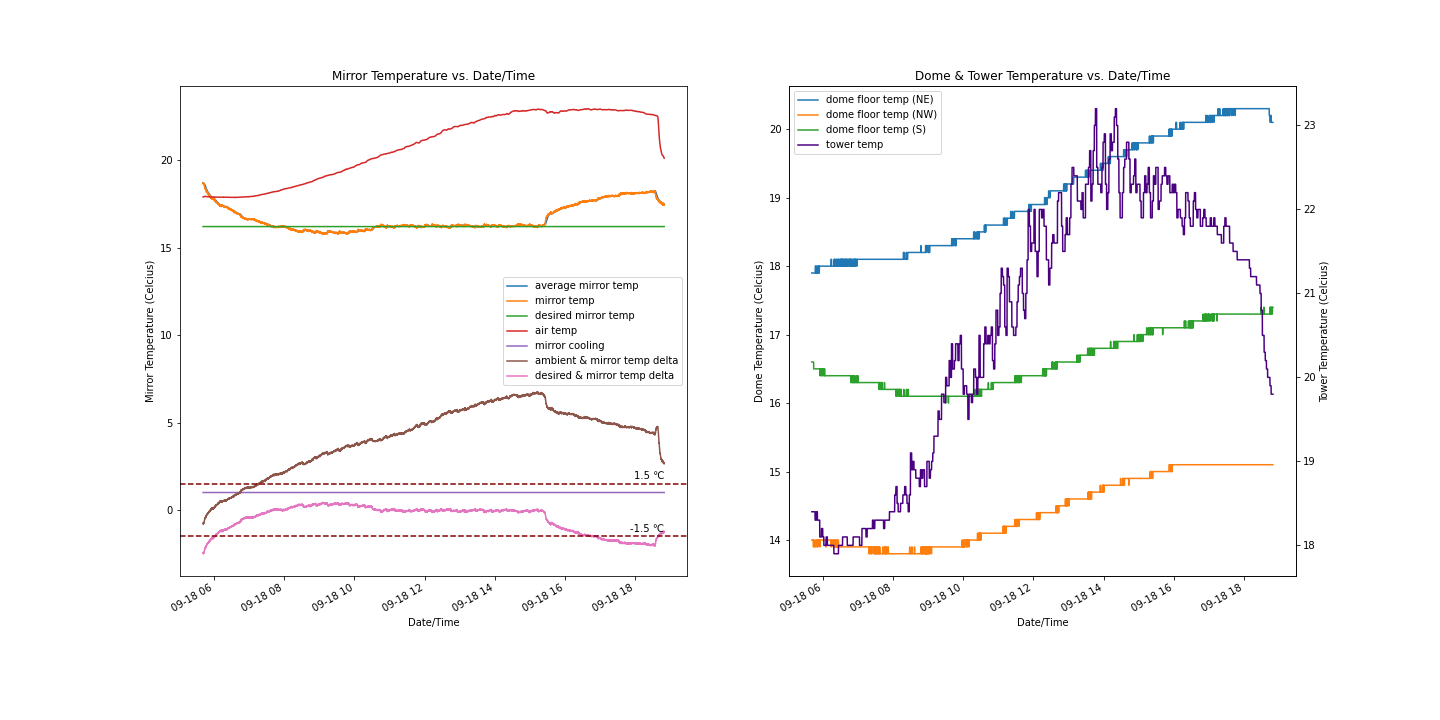 Mirror Temperature vs. Date/Time
Mirror Temperature (Celcius)
20
15
10
5
0
average mirror temp
mirror temp
desired mirror temp
air temp
mirror cooling
ambient & mirror temp delta
desired & mirror temp delta
1.5 °C
-1.5 °C
09-18 06
09-18 08
09-18 10
09-18 12
09-18 14
09-18 16
09-18 18
Date/Time
Dome & Tower Temperature vs. Date/Time
Dome Temperature (Celcius)
20
19
18
17
16
15
14
dome floor temp (NE)
dome floor temp (NW)
dome floor temp (S)
tower temp
23
22
21
20
19
18
Tower Temperature (Celcius)
09-18 06
09-18 08
09-18 10
09-18 12
09-18 14
09-18 16
09-18 18
Date/Time